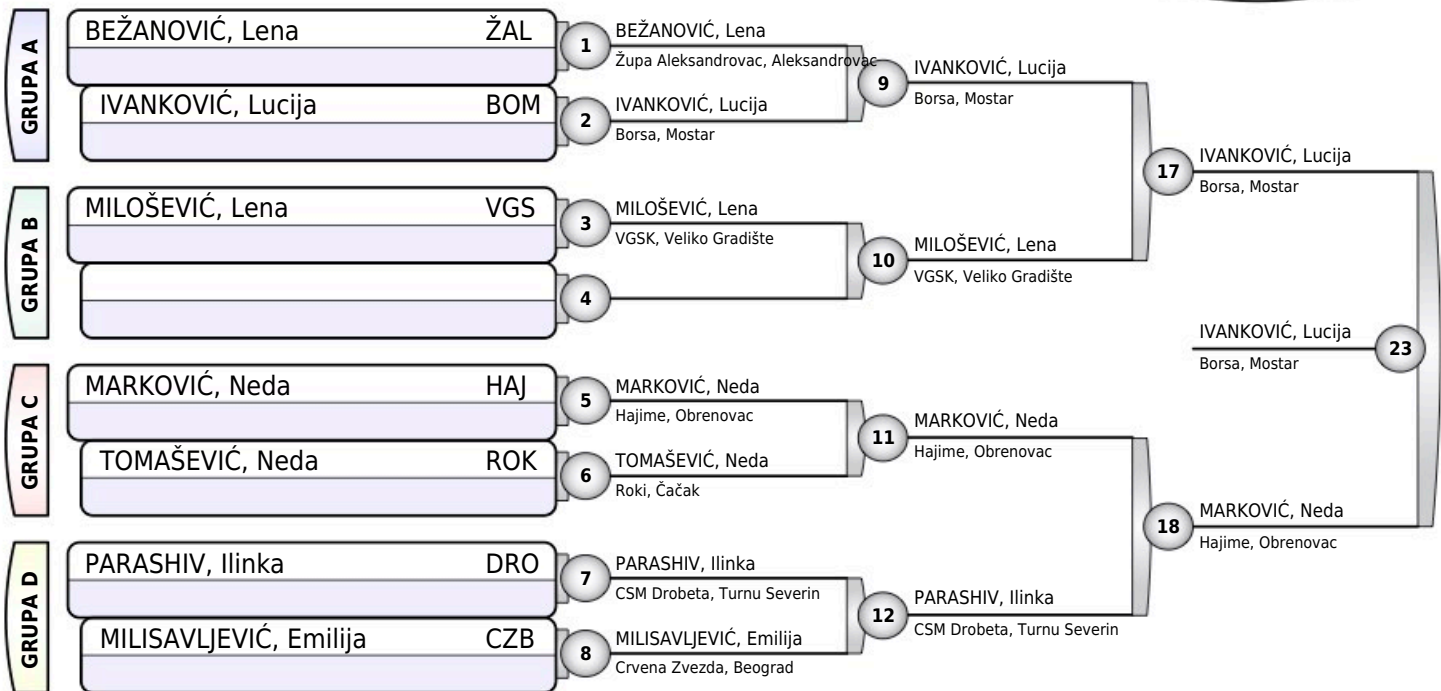 GRUPA A
BEŽANOVIĆ, Lena ŽAL
IVANKOVIĆ, Lucija BOM
1
BEŽANOVIĆ, Lena
Župa Aleksandrovac, Aleksandrovac
2
IVANKOVIĆ, Lucija
Borsa, Mostar
9
IVANKOVIĆ, Lucija
Borsa, Mostar
GRUPA B
MILOŠEVIĆ, Lena VGS
3
MILOŠEVIĆ, Lena
VGSK, Veliko Gradište
4
10
MILOŠEVIĆ, Lena
VGSK, Veliko Gradište
17
IVANKOVIĆ, Lucija
Borsa, Mostar
GRUPA C
MARKOVIĆ, Neda HAJ
TOMAŠEVIĆ, Neda ROK
5
MARKOVIĆ, Neda
Hajime, Obrenovac
6
TOMAŠEVIĆ, Neda
Roki, Čačak
11
MARKOVIĆ, Neda
Hajime, Obrenovac
GRUPA D
PARASHIV, Ilinka DRO
MILISAVLJEVIĆ, Emilija CZB
7
PARASHIV, Ilinka
CSM Drobeta, Turnu Severin
8
MILISAVLJEVIĆ, Emilija
Crvena Zvezda, Beograd
12
PARASHIV, Ilinka
CSM Drobeta, Turnu Severin
18
MARKOVIĆ, Neda
Hajime, Obrenovac
IVANKOVIĆ, Lucija
Borsa, Mostar
23